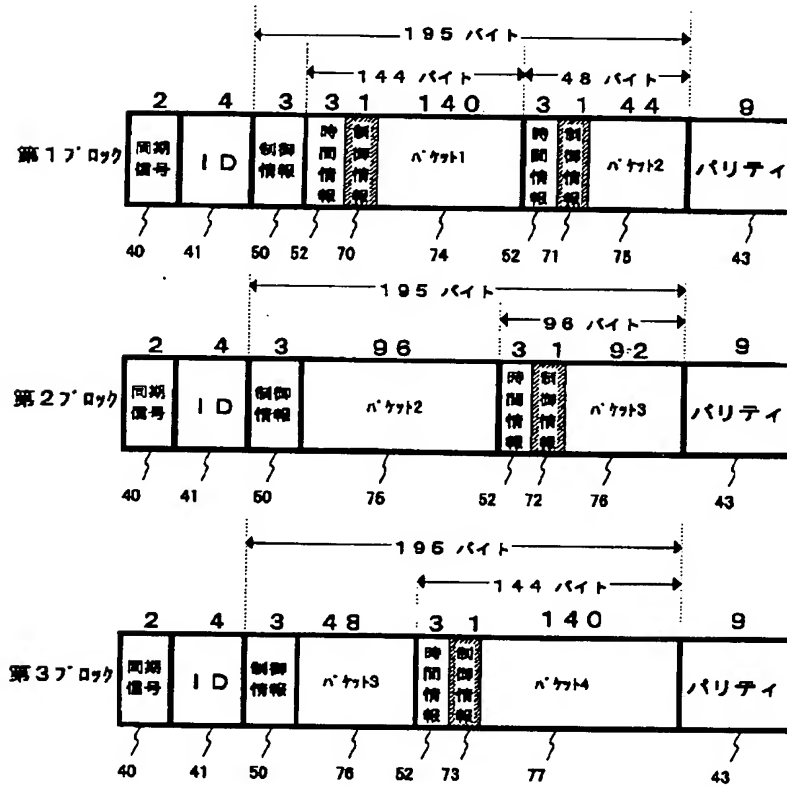 195 バイト
144 バイト 48 バイト
2 4 3 3 1 140 3 1 44 9
第1ブロック 同期信号 ID 制御情報 時間情報 制御情報 パケット1 時間情報 制御情報 パケット2 パリティ
40 41 50 52 70 74 52 71 75 43
195 バイト
96 バイト
2 4 3 96 3 1 92 9
第2ブロック 同期信号 ID 制御情報 パケット2 時間情報 制御情報 パケット3 パリティ
40 41 50 75 52 72 76 43
195 バイト
144 バイト
2 4 3 48 3 1 140 9
第3ブロック 同期信号 ID 制御情報 パケット3 時間情報 制御情報 パケット4 パリティ
40 41 50 76 52 73 77 43